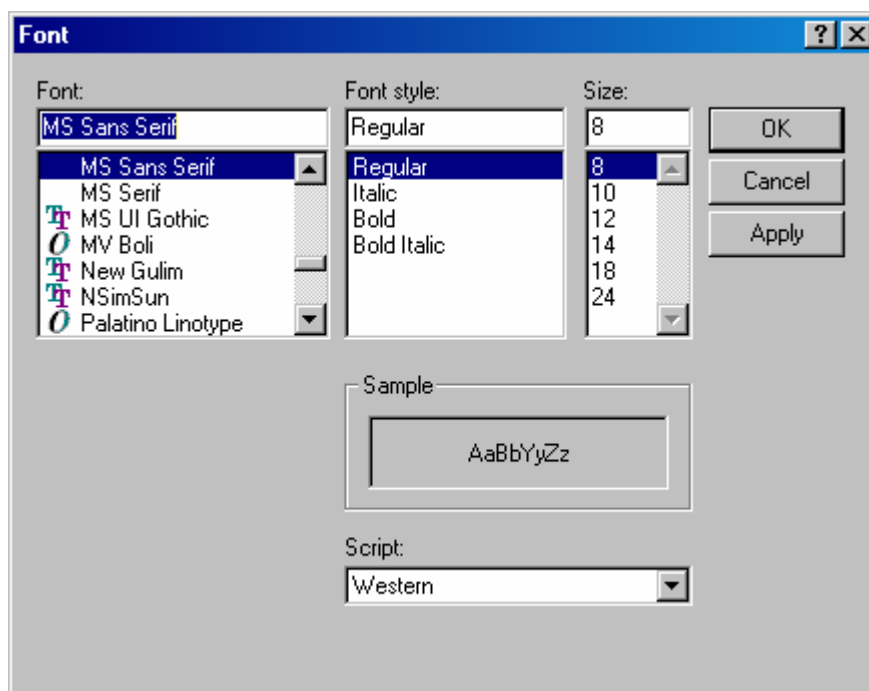 Font
Font:
MS Sans Serif
MS Sans Serif
MS Serif
MS UI Gothic
MV Boli
New Gulim
NSimSun
Palatino Linotype
Font style:
Regular
Regular
Italic
Bold
Bold Italic
Size:
8
8
10
12
14
18
24
OK
Cancel
Apply
Sample
AaBbYyZz
Script:
Western